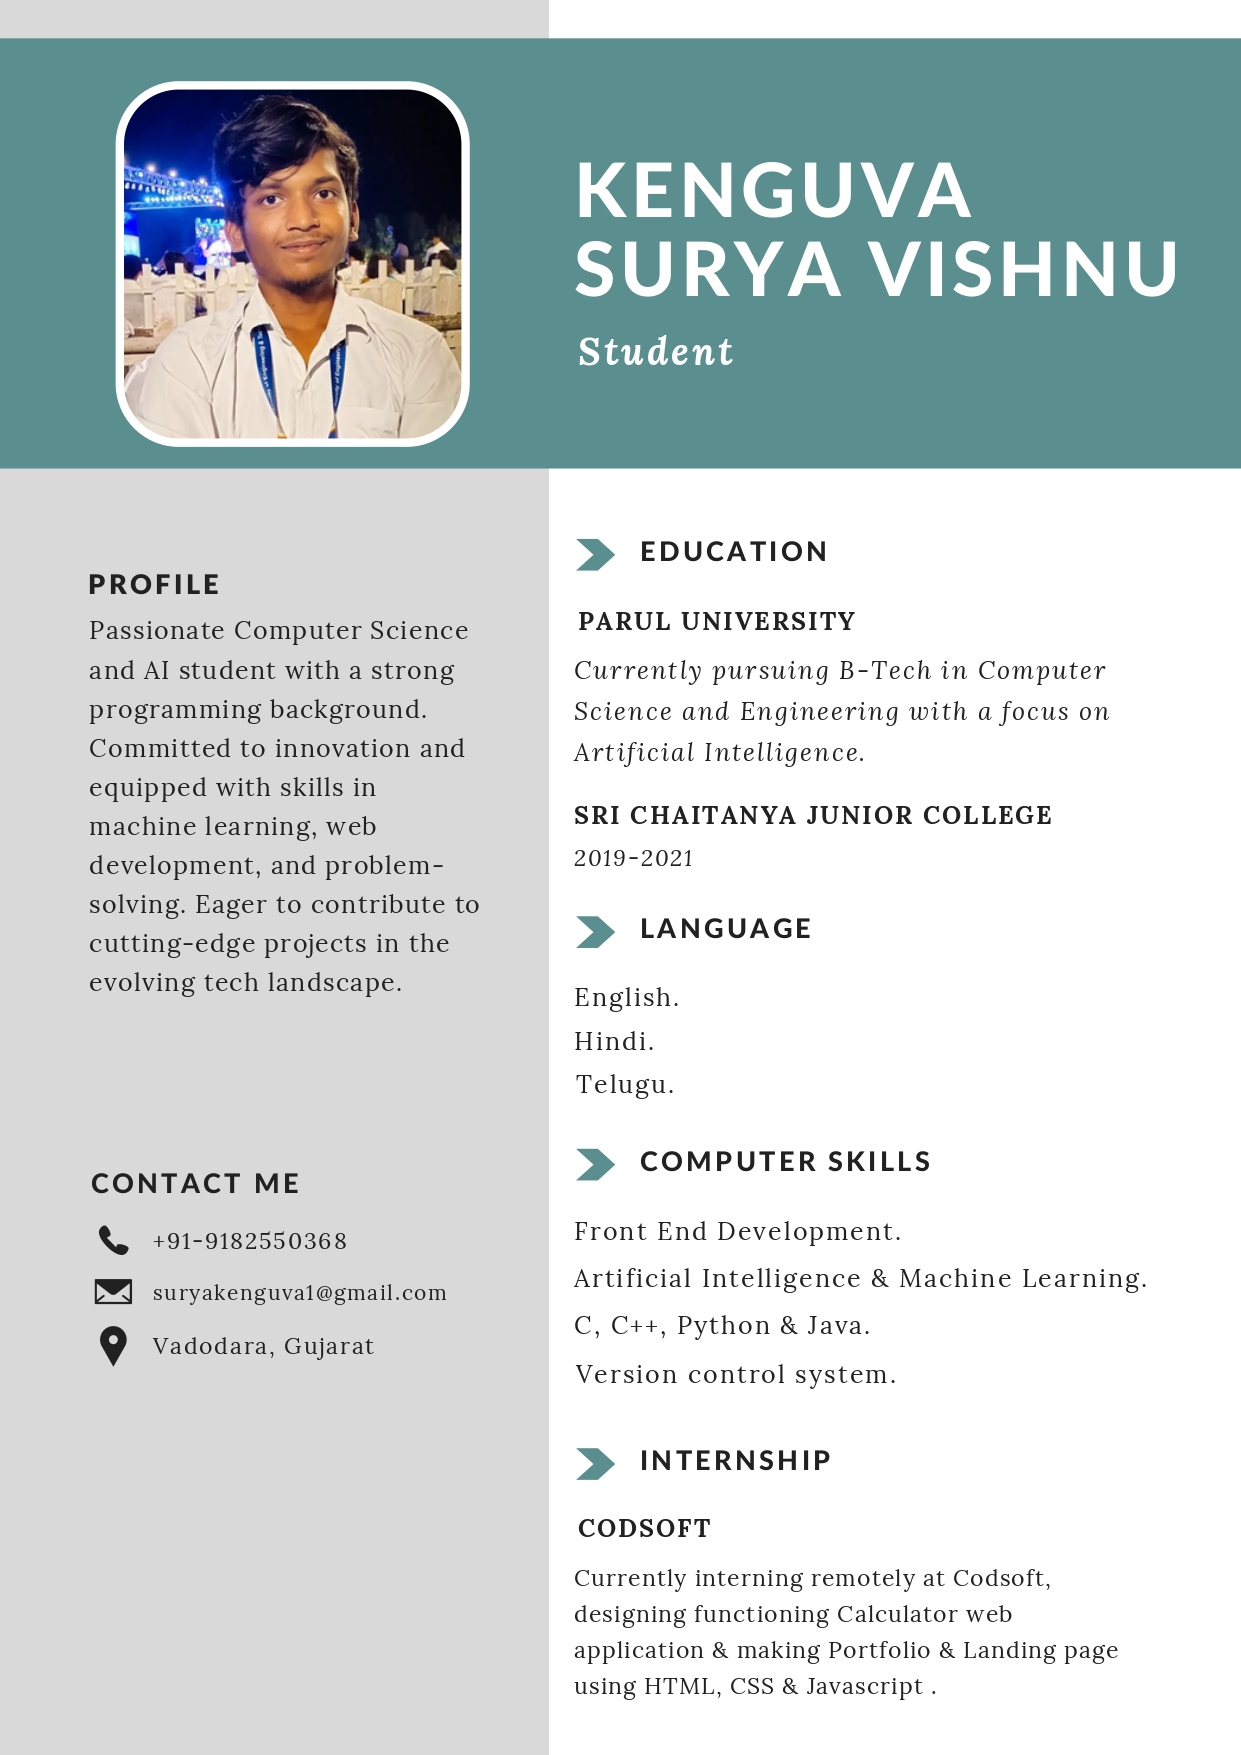 KENGUVA
SURYA VISHNU
Student
PROFILE
Passionate Computer Science
and AI student with a strong
programming background.
Committed to innovation and
equipped with skills in
machine learning, web
development, and problem-
solving. Eager to contribute to
cutting-edge projects in the
evolving tech landscape.
CONTACT ME
+91-9182550368
suryakenguva1@gmail.com
Vadodara, Gujarat
EDUCATION
PARUL UNIVERSITY
Currently pursuing B-Tech in Computer
Science and Engineering with a focus on
Artificial Intelligence.
SRI CHAITANYA JUNIOR COLLEGE
2019-2021
LANGUAGE
English.
Hindi.
Telugu.
COMPUTER SKILLS
Front End Development.
Artificial Intelligence & Machine Learning.
C, C++, Python & Java.
Version control system.
INTERNSHIP
CODSOFT
Currently interning remotely at Codsoft,
designing functioning Calculator web
application & making Portfolio & Landing page
using HTML, CSS & Javascript .